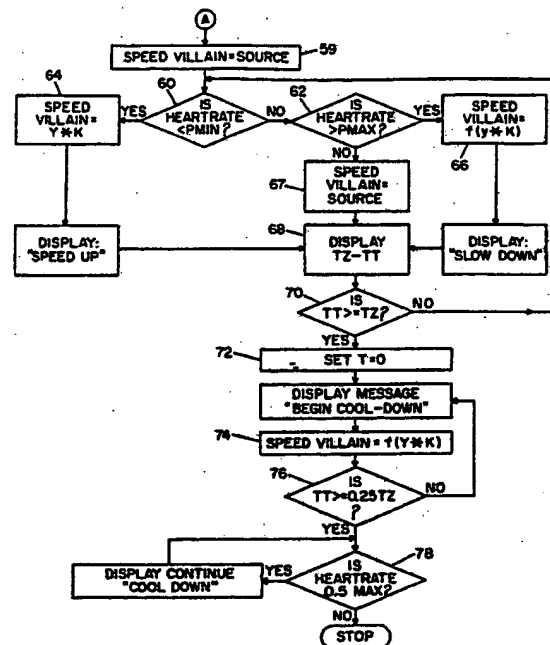 A
SPEED VILLAIN=SOURCE
59
64
SPEED
VILLAIN=
Y*K
YES
60
IS
HEARTRATE
<PMIN?
NO
62
IS
HEARTRATE
>PMAX?
YES
SPEED
VILLAIN=
f(y*K)
66
NO
67
SPEED
VILLAIN=
SOURCE
DISPLAY:
"SPEED UP"
68
DISPLAY
TZ-TT
DISPLAY:
"SLOW DOWN"
70
IS
TT>=TZ?
NO
YES
72
SET T=0
DISPLAY MESSAGE
"BEGIN COOL-DOWN"
74
SPEED VILLAIN = f(Y*K)
76
IS
TT>=0.25TZ
?
NO
YES
DISPLAY CONTINUE
"COOL DOWN"
YES
IS
HEARTRATE
0.5 MAX?
78
NO
STOP